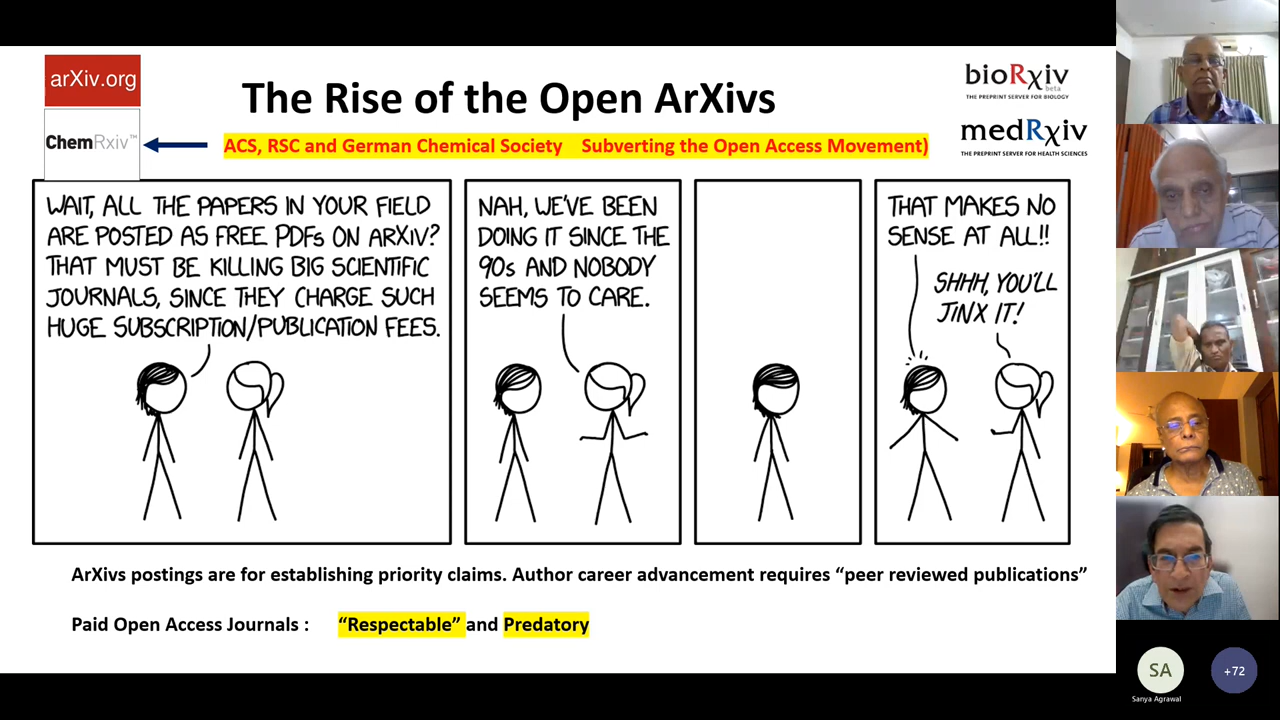 arXiv.org
The Rise of the Open ArXivs
bioRxiv
beta
THE PREPRINT SERVER FOR BIOLOGY
ChemRxiv™
ACS, RSC and German Chemical Society Subverting the Open Access Movement)
medRxiv
THE PREPRINT SERVER FOR HEALTH SCIENCES
WAIT, ALL THE PAPERS IN YOUR FIELD
ARE POSTED AS FREE PDFs ON ARXIV?
THAT MUST BE KILLING BIG SCIENTIFIC
JOURNALS, SINCE THEY CHARGE SUCH
HUGE SUBSCRIPTION/PUBLICATION FEES.
NAH, WE'VE BEEN
DOING IT SINCE THE
90s AND NOBODY
SEEMS TO CARE.
THAT MAKES NO
SENSE AT ALL!!
SHHH, YOU'LL
JINX IT!
ArXivs postings are for establishing priority claims. Author career advancement requires “peer reviewed publications”
Paid Open Access Journals : “Respectable” and Predatory
SA
Sanya Agrawal
+72